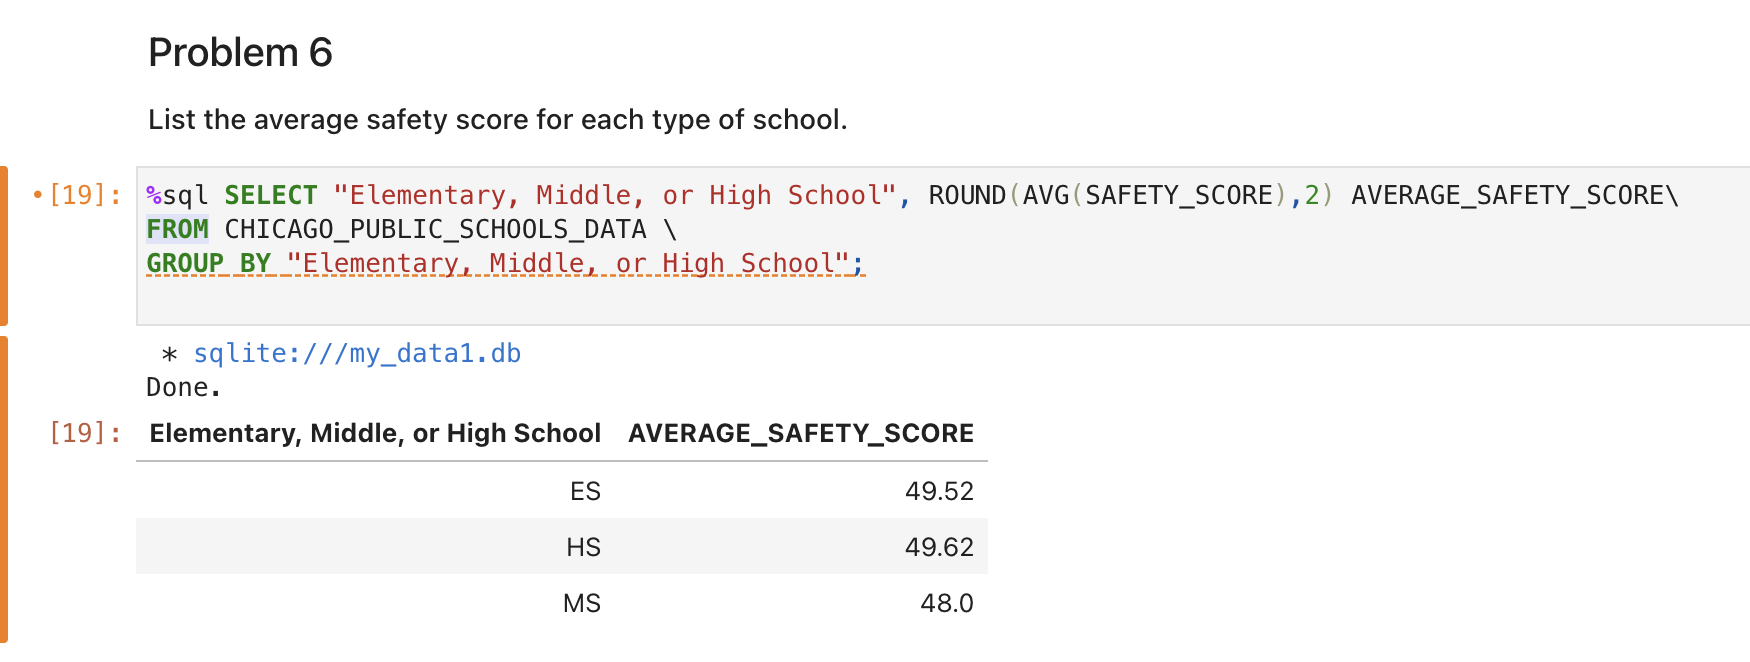 Problem 6
List the average safety score for each type of school.
•[19]: %sql SELECT "Elementary, Middle, or High School", ROUND(AVG(SAFETY_SCORE),2) AVERAGE_SAFETY_SCORE\
FROM CHICAGO_PUBLIC_SCHOOLS_DATA \
GROUP BY "Elementary, Middle, or High School";
* sqlite:///my_data1.db
Done.
[19]: Elementary, Middle, or High School AVERAGE_SAFETY_SCORE
ES 49.52
HS 49.62
MS 48.0